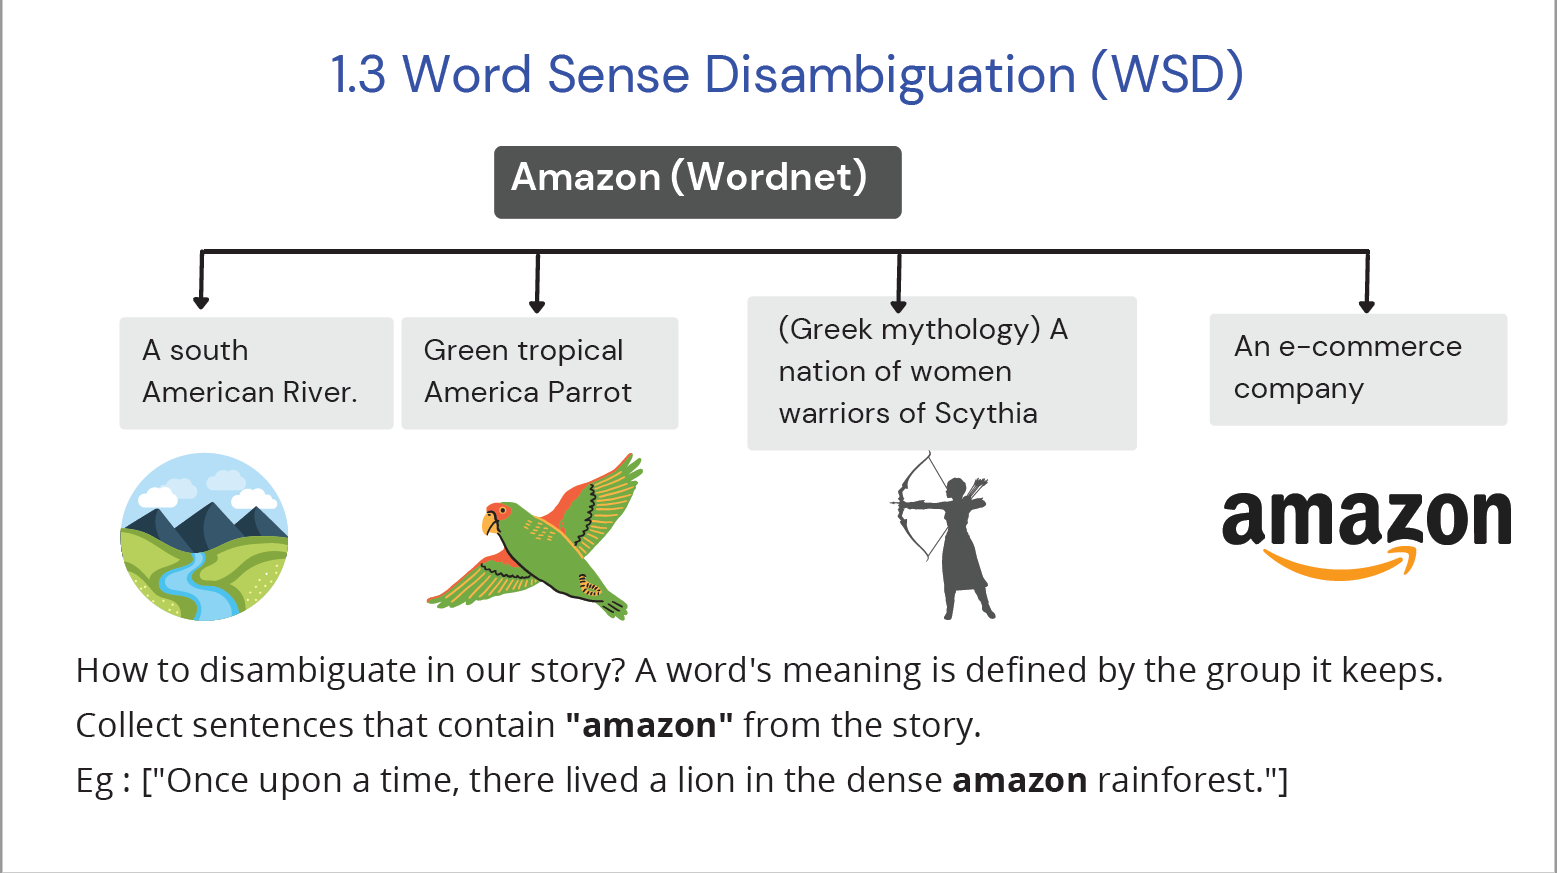 1.3 Word Sense Disambiguation (WSD)
Amazon (Wordnet)
A south
American River.
Green tropical
America Parrot
(Greek mythology) A
nation of women
warriors of Scythia
An e-commerce
company
amazon
How to disambiguate in our story? A word's meaning is defined by the group it keeps.
Collect sentences that contain "amazon" from the story.
Eg : ["Once upon a time, there lived a lion in the dense amazon rainforest."]